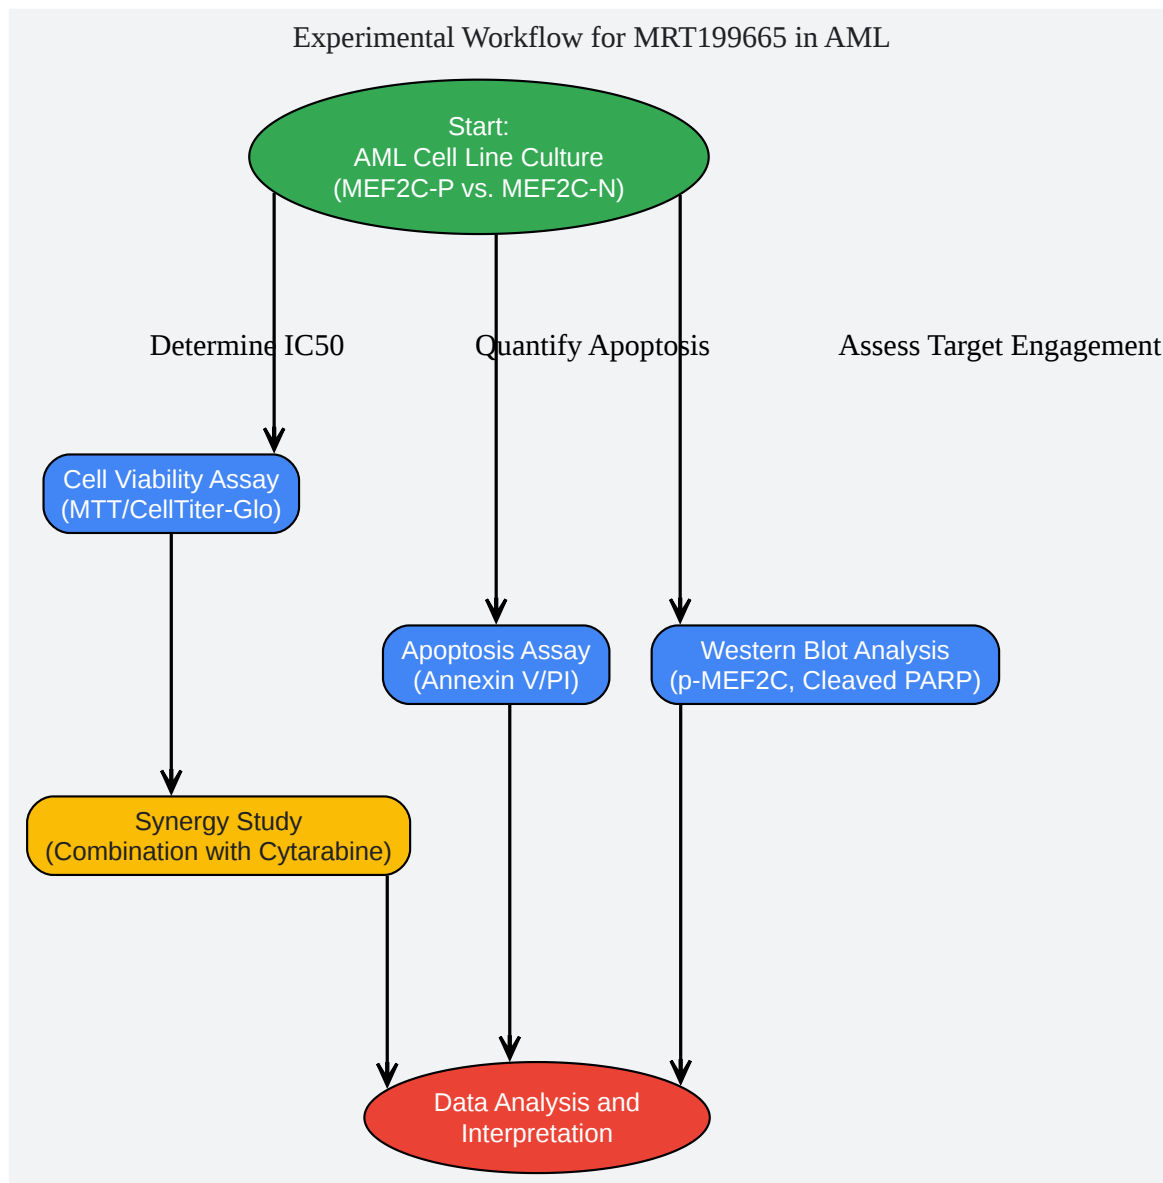 Experimental Workflow for MRT199665 in AML
Start:
AML Cell Line Culture
(MEF2C-P vs. MEF2C-N)
Determine IC50
Quantify Apoptosis
Assess Target Engagement
Cell Viability Assay
(MTT/CellTiter-Glo)
Apoptosis Assay
(Annexin V/PI)
Western Blot Analysis
(p-MEF2C, Cleaved PARP)
Synergy Study
(Combination with Cytarabine)
Data Analysis and
Interpretation